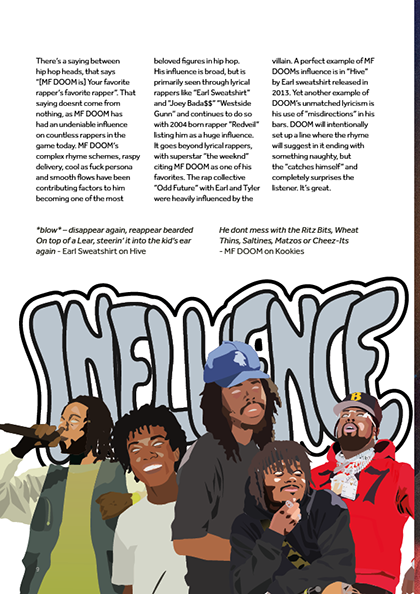 There's a saying between
hip hop heads, that says
"[MF DOOM is] Your favorite
rapper's favorite rapper". That
saying doesnt come from
nothing, as MF DOOM has
had an undeniable influence
on countless rappers in the
game today. MF DOOM's
complex rhyme schemes, raspy
delivery, cool as fuck persona
and smooth flows have been
contributing factors to him
becoming one of the most
beloved figures in hip hop.
His influence is broad, but is
primarily seen through lyrical
rappers like "Earl Sweatshirt"
and "Joey Bada$$" "Westside
Gunn" and continues to do so
with 2004 born rapper "Redveil"
listing him as a huge influence.
It goes beyond lyrical rappers,
with superstar "the weeknd"
citing MF DOOM as one of his
favorites. The rap collective
"Odd Future" with Earl and Tyler
were heavily influenced by the
villain. A perfect example of MF
DOOMs influence is in "Hive"
by Earl sweatshirt released in
2013. Yet another example of
DOOM's unmatched lyricism is
his use of "misdirections" in his
bars. DOOM will intentionally
set up a line where the rhyme
will suggest in it ending with
something naughty, but
the "catches himself" and
completely surprises the
listener. It's great.
*blow* – disappear again, reappear bearded
On top of a Lear, steerin' it into the kid's ear
again - Earl Sweatshirt on Hive
He dont mess with the Ritz Bits, Wheat
Thins, Saltines, Matzos or Cheez-Its
- MF DOOM on Kookies
INFLUENCE
B
7